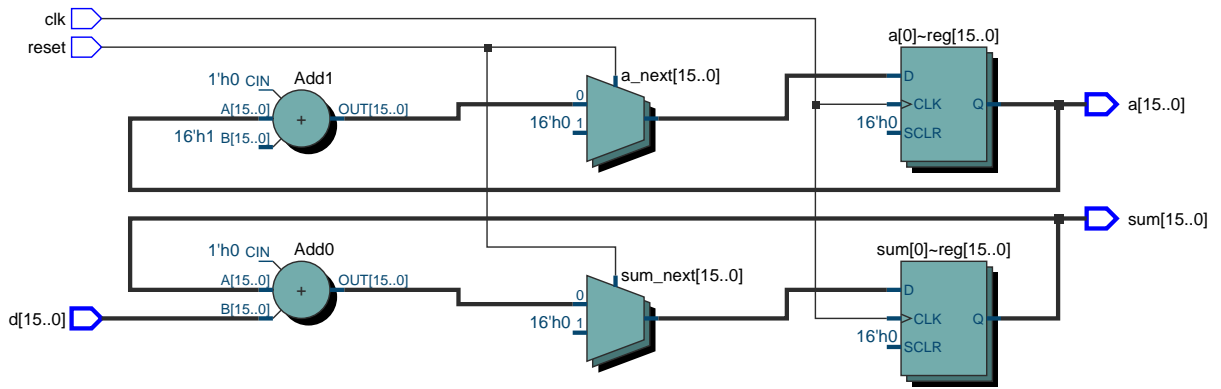 clk
reset
a[0]~reg[15..0]
1'h0 CIN
Add1
a_next[15..0]
D
A[15..0]
+
OUT[15..0]
0
CLK
Q
a[15..0]
16'h1 B[15..0]
16'h0 1
16'h0
SCLR
sum[15..0]
1'h0 CIN
Add0
sum[0]~reg[15..0]
sum_next[15..0]
A[15..0]
+
OUT[15..0]
0
D
d[15..0]
B[15..0]
16'h0 1
CLK
Q
16'h0
SCLR